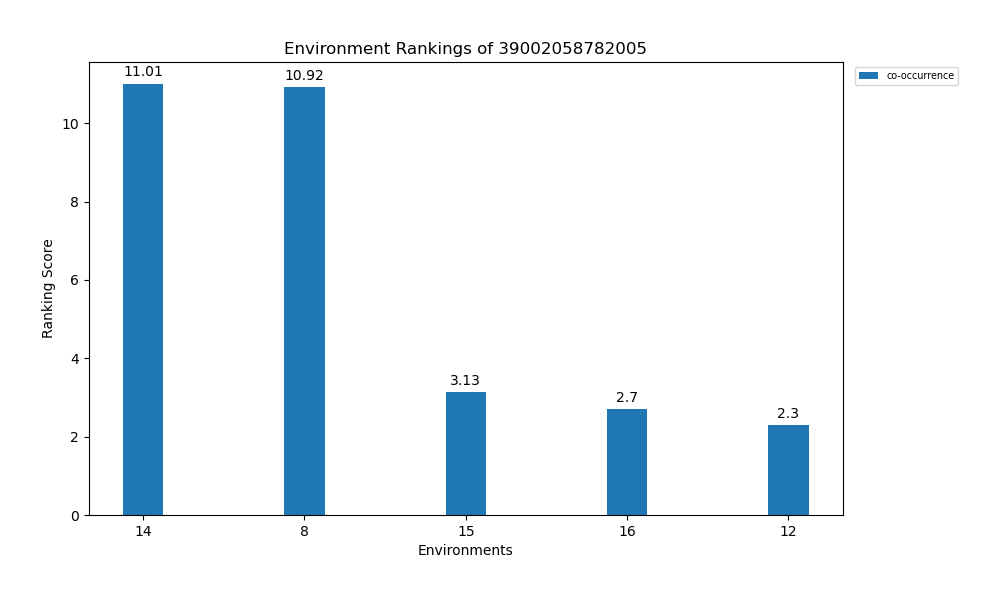 Environment Rankings of 39002058782005
co-occurrence
11.01
10.92
3.13
2.7
2.3
Ranking Score
10
8
6
4
2
0
14 8 15 16 12
Environments